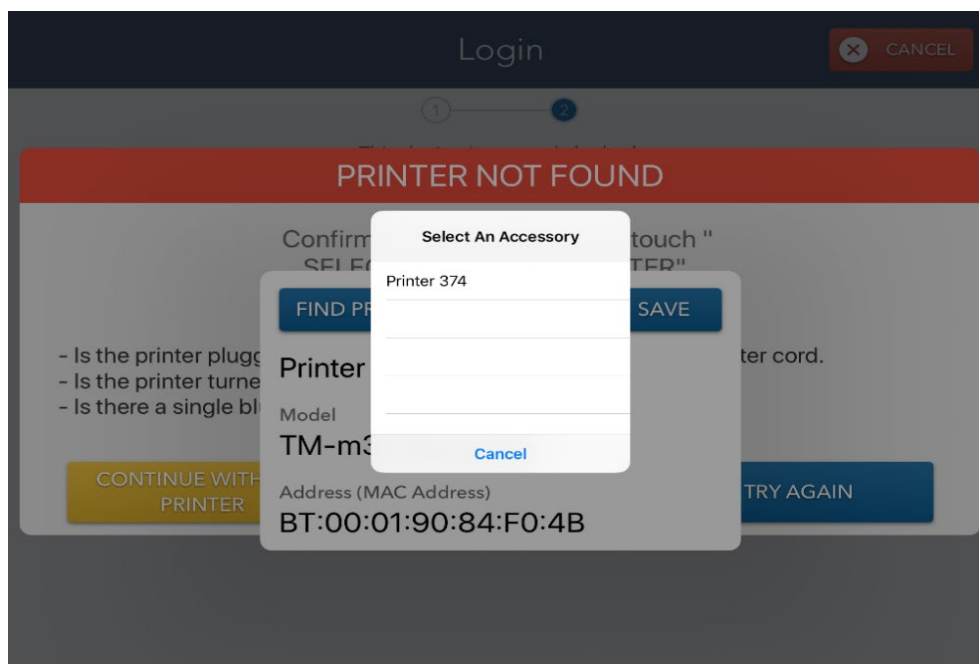 Login
CANCEL
1
2
PRINTER NOT FOUND
Confirm touch "
SELE TER"
Select An Accessory
Printer 374
Cancel
FIND PR SAVE
- Is the printer plugg ter cord.
- Is the printer turne
- Is there a single bl
Printer
Model
TM-m3
Address (MAC Address)
BT:00:01:90:84:F0:4B
CONTINUE WITH
PRINTER
TRY AGAIN